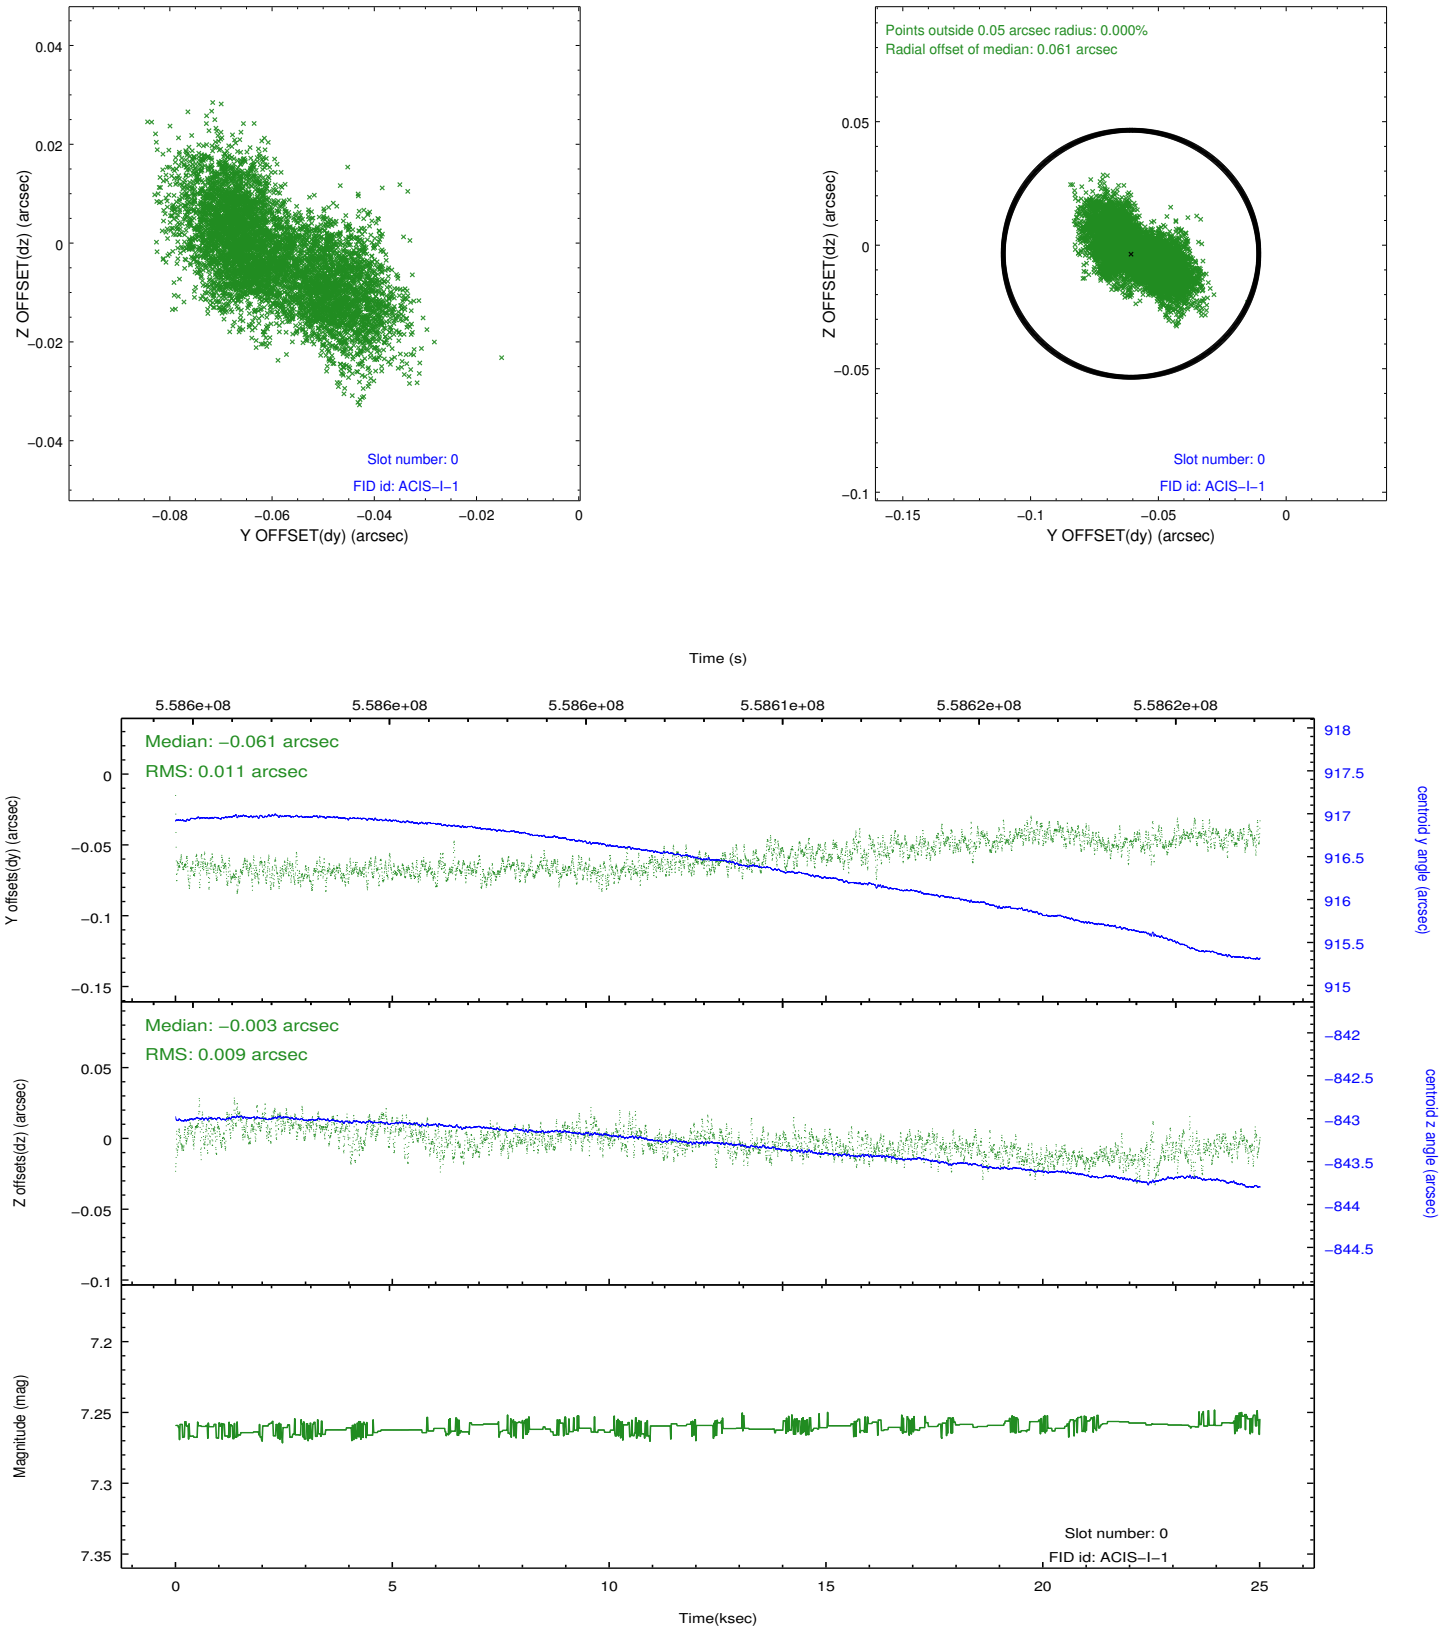 0.04
0.02
0
−0.02
−0.04
Z OFFSET(dz) (arcsec)
Slot number: 0
FID id: ACIS−I−1
−0.08
−0.06
−0.04
−0.02
0
Y OFFSET(dy) (arcsec)
Points outside 0.05 arcsec radius: 0.000%
Radial offset of median: 0.061 arcsec
0.05
0
−0.05
−0.1
Z OFFSET(dz) (arcsec)
Slot number: 0
FID id: ACIS−I−1
−0.15
−0.1
−0.05
0
Y OFFSET(dy) (arcsec)
Time (s)
5.586e+08
5.586e+08
5.586e+08
5.5861e+08
5.5862e+08
5.5862e+08
Median: −0.061 arcsec
RMS: 0.011 arcsec
0
−0.05
−0.1
−0.15
Y offsets(dy) (arcsec)
918
917.5
917
916.5
916
915.5
915
centroid y angle (arcsec)
Median: −0.003 arcsec
RMS: 0.009 arcsec
0.05
0
−0.05
−0.1
Z offsets(dz) (arcsec)
−842
−842.5
−843
−843.5
−844
−844.5
centroid z angle (arcsec)
7.2
7.25
7.3
7.35
Magnitude (mag)
Slot number: 0
FID id: ACIS−I−1
0
5
10
15
20
25
Time(ksec)